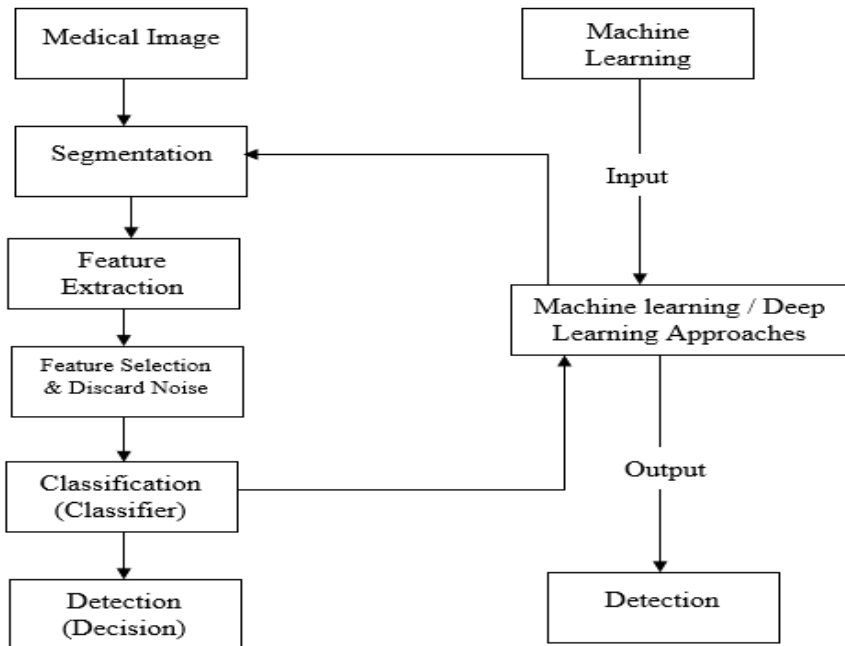 Medical Image
Segmentation
Feature
Extraction
Feature Selection
& Discard Noise
Classification
(Classifier)
Detection
(Decision)
Machine
Learning
Input
Machine learning / Deep
Learning Approaches
Output
Detection